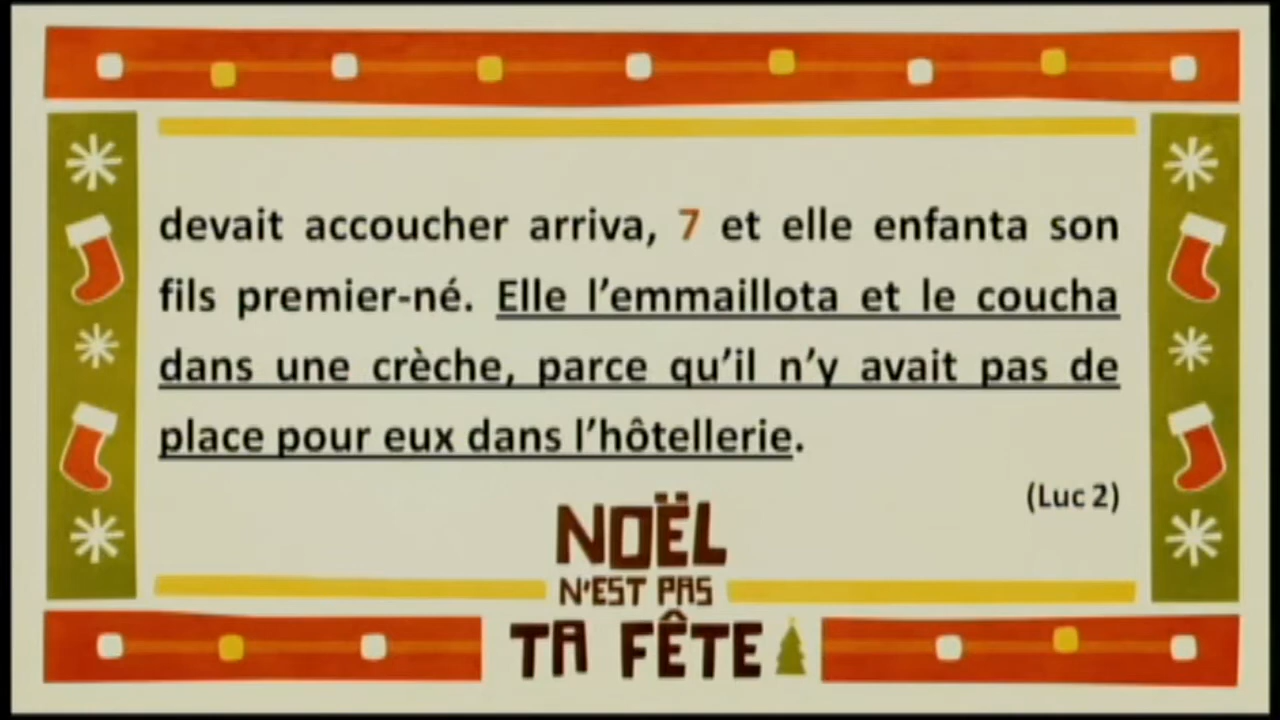 devait accoucher arriva, 7 et elle enfanta son
fils premier-né. Elle l’emmaillota et le coucha
dans une crèche, parce qu’il n’y avait pas de
place pour eux dans l’hôtellerie.
(Luc 2)
NOËL
N'EST PAS
TA FÊTE